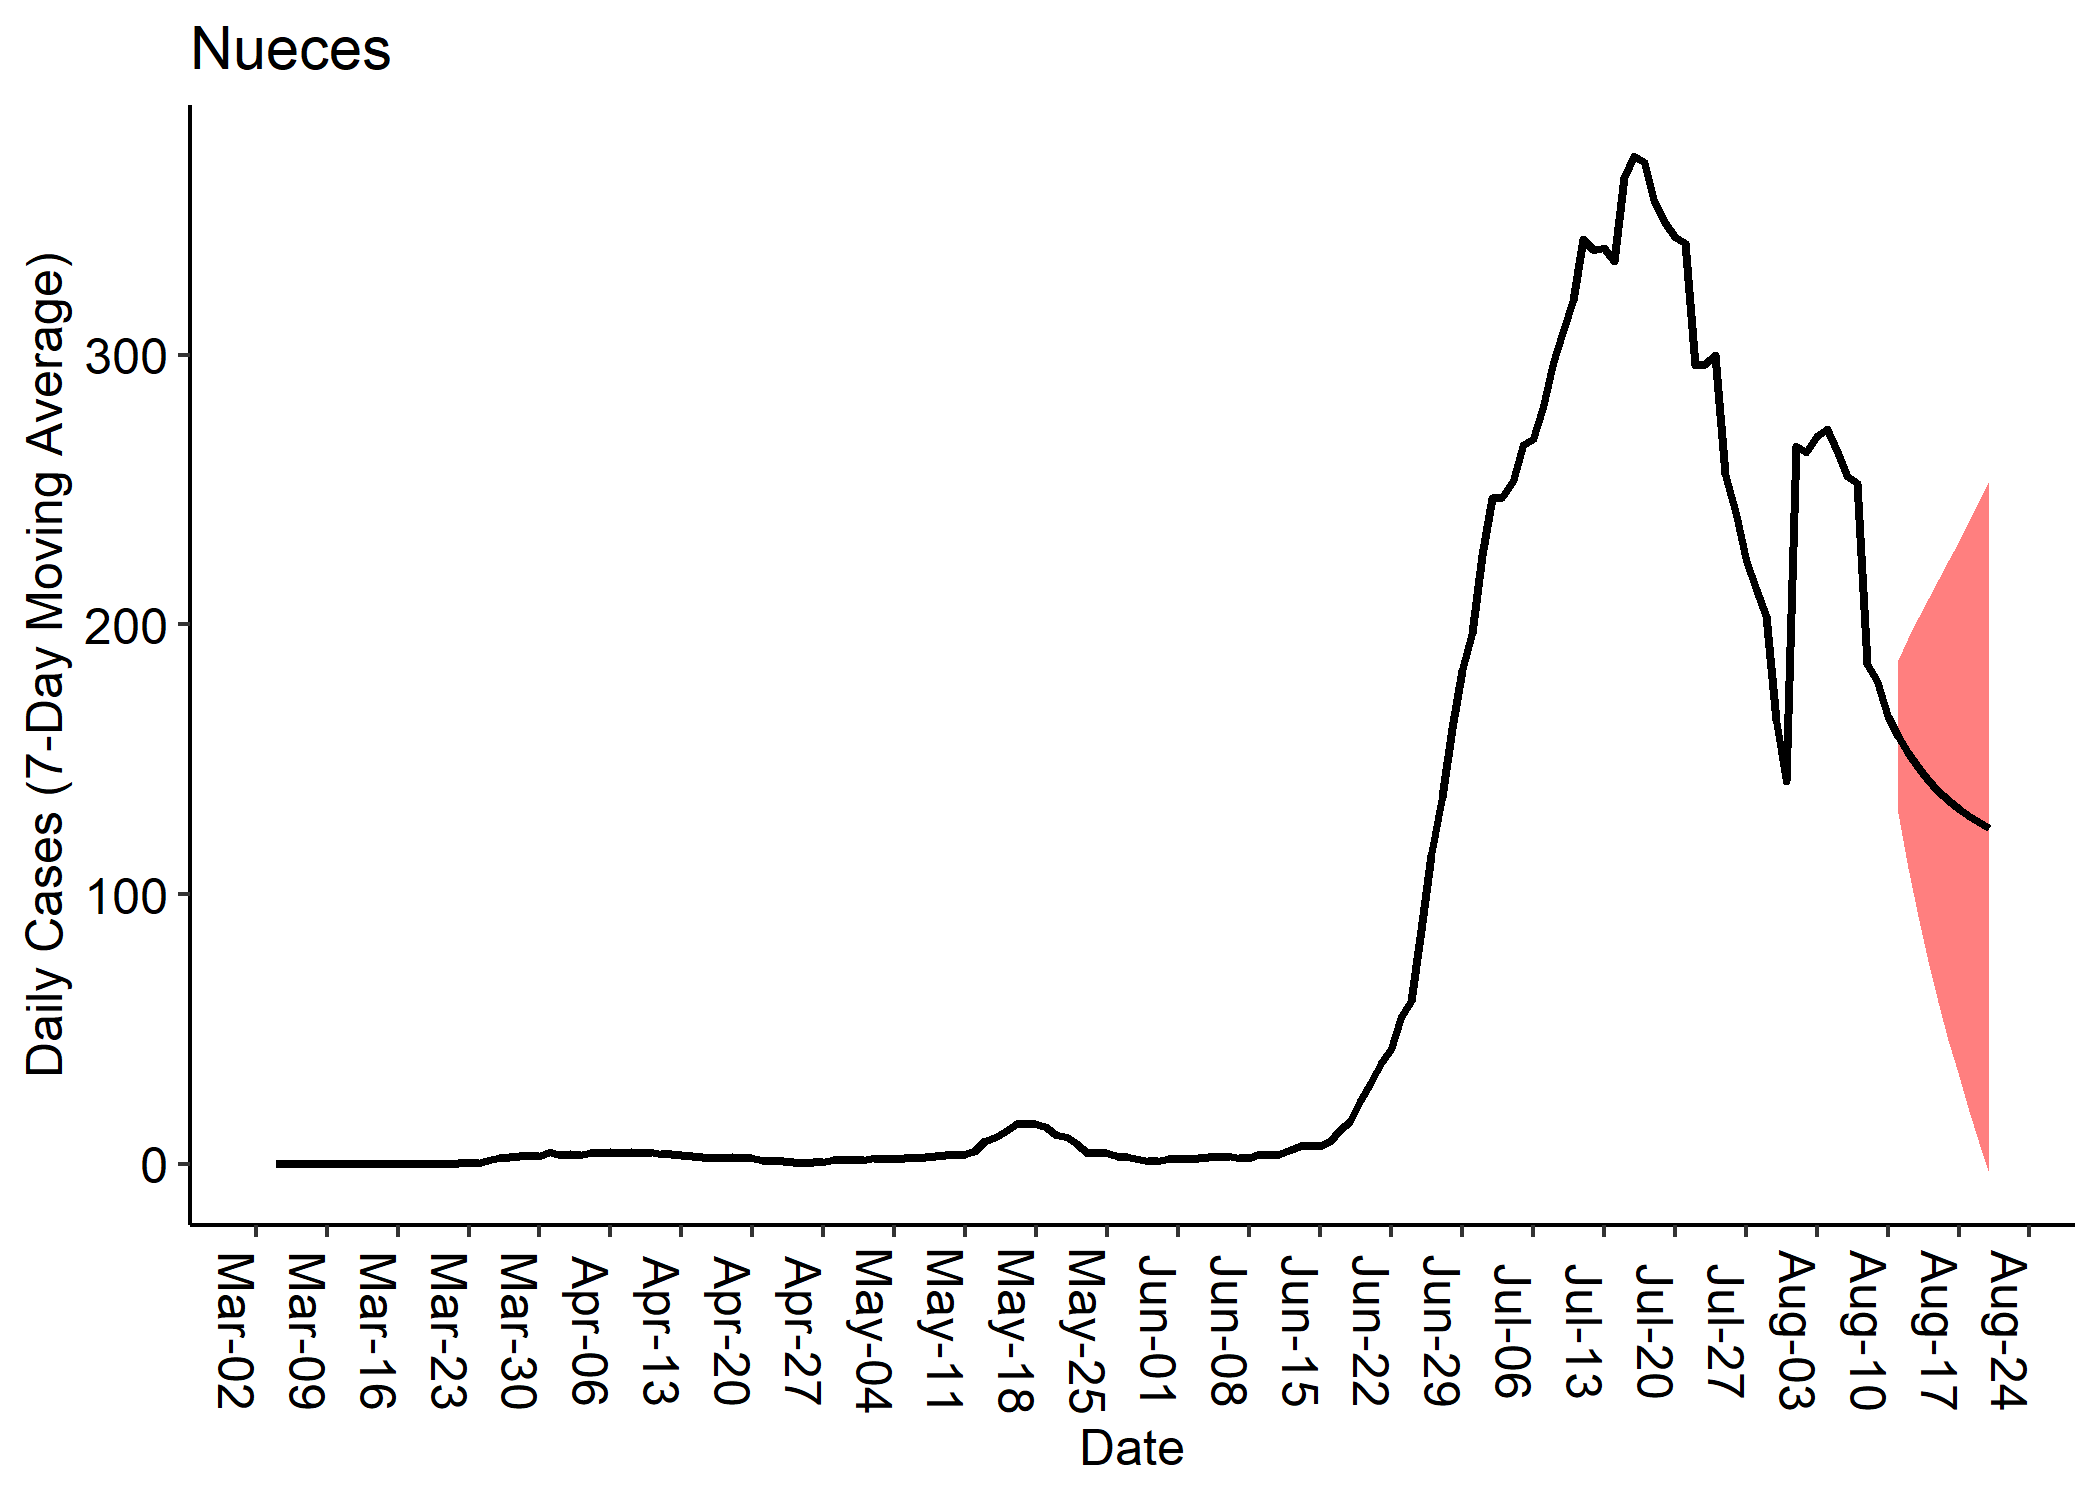 Nueces
Daily Cases (7-Day Moving Average)
300
200
100
0
Mar-02
Mar-09
Mar-16
Mar-23
Mar-30
Apr-06
Apr-13
Apr-20
Apr-27
May-04
May-11
May-18
May-25
Jun-01
Jun-08
Jun-15
Jun-22
Jun-29
Jul-06
Jul-13
Jul-20
Jul-27
Aug-03
Aug-10
Aug-17
Aug-24
Date